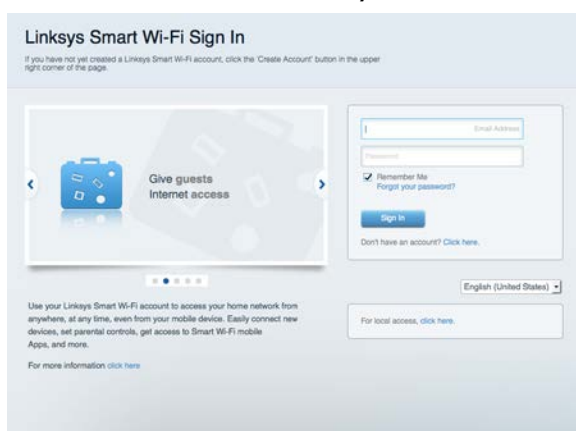 Linksys Smart Wi-Fi Sign In
If you have not yet created a Linksys Smart Wi-Fi account, click the 'Create Account' button in the upper
right corner of the page.
Give guests
Internet access
Email Address
Password
Remember Me
Forgot your password?
Sign In
Don't have an account? Click here.
English (United States)
Use your Linksys Smart Wi-Fi account to access your home network from
anywhere, at any time, even from your mobile device. Easily connect new
devices, set parental controls, get access to Smart Wi-Fi mobile
Apps, and more.
For local access, click here.
For more information click here